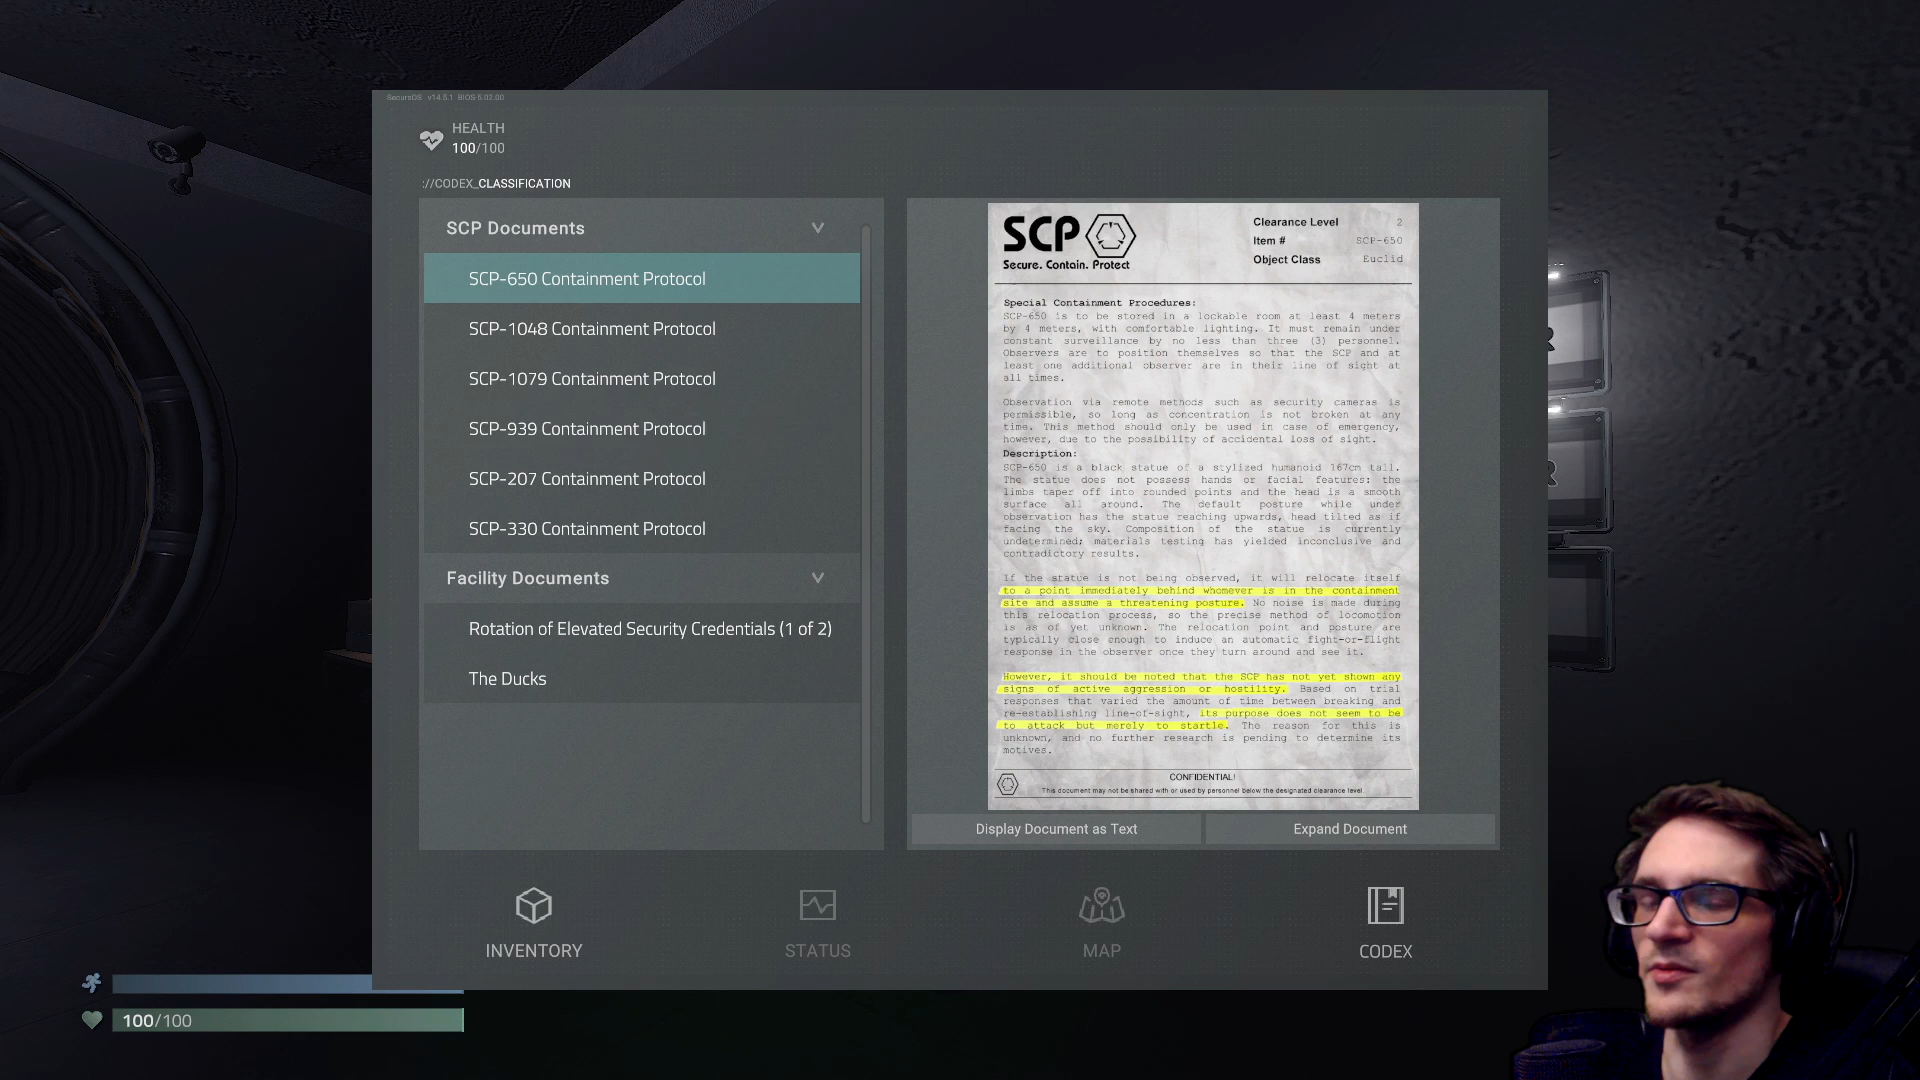 SecureOS v14.5.1 BIOS 5.02.00
HEALTH
100/100
://CODEX_CLASSIFICATION
SCP Documents
SCP-650 Containment Protocol
SCP-1048 Containment Protocol
SCP-1079 Containment Protocol
SCP-939 Containment Protocol
SCP-207 Containment Protocol
SCP-330 Containment Protocol
Facility Documents
Rotation of Elevated Security Credentials (1 of 2)
The Ducks
SCP
Secure. Contain. Protect
Clearance Level 2
Item # SCP-650
Object Class Euclid
Special Containment Procedures:
SCP-650 is to be stored in a lockable room at least 4 meters
by 4 meters, with comfortable lighting. It must remain under
constant surveillance by no less than three (3) personnel.
Observers are to position themselves so that the SCP and at
least one additional observer are in their line of sight at
all times.
Observation via remote methods such as security cameras is
permissible, so long as concentration is not broken at any
time. This method should only be used in case of emergency,
however, due to the possibility of accidental loss of sight.
Description:
SCP-650 is a black statue of a stylized humanoid 167cm tall.
The statue does not possess hands or facial features: the
limbs taper off into rounded points and the head is a smooth
surface all around. The default posture while under
observation has the statue reaching upwards, head tilted as if
facing the sky. Composition of the statue is currently
undetermined; materials testing has yielded inconclusive and
contradictory results.
If the statue is not being observed, it will relocate itself
to a point immediately behind whomever is in the containment
site and assume a threatening posture. No noise is made during
this relocation process, so the precise method of locomotion
is as of yet unknown. The relocation point and posture are
typically close enough to induce an automatic fight-or-flight
response in the observer once they turn around and see it.
However, it should be noted that the SCP has not yet shown any
signs of active aggression or hostility. Based on trial
responses that varied the amount of time between breaking and
re-establishing line-of-sight, its purpose does not seem to be
to attack but merely to startle. The reason for this is
unknown, and no further research is pending to determine its
motives.
CONFIDENTIAL!
This document may not be shared with or used by personnel below the designated clearance level
Display Document as Text
Expand Document
INVENTORY
STATUS
MAP
CODEX
100/100